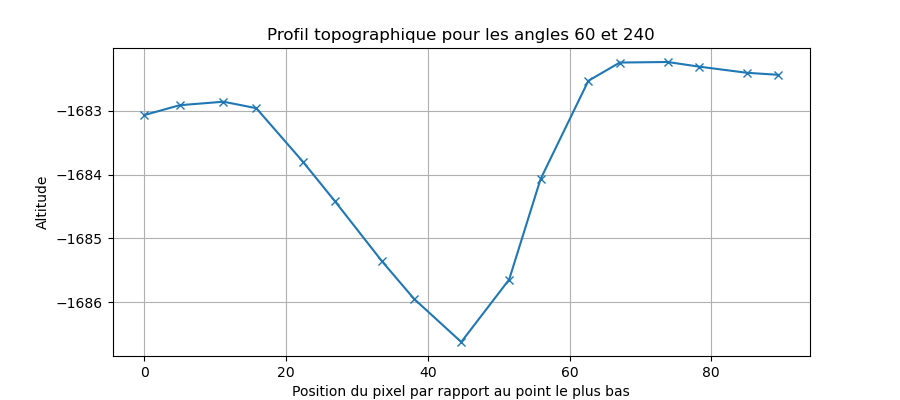 Profil topographique pour les angles 60 et 240
Altitude
−1683
−1684
−1685
−1686
0 20 40 60 80
Position du pixel par rapport au point le plus bas